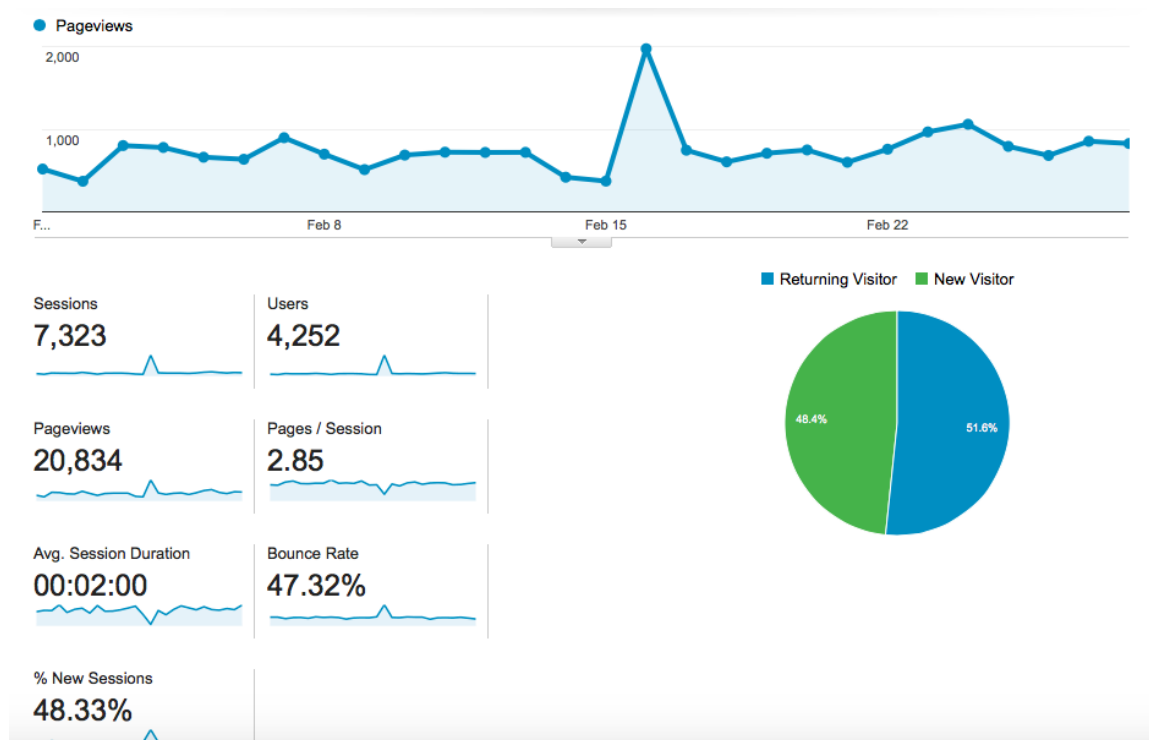 Pageviews
2,000
1,000
F...
Feb 8
Feb 15
Feb 22
Returning Visitor
New Visitor
Sessions
7,323
Users
4,252
Pageviews
20,834
Pages / Session
2.85
48.4%
51.6%
Avg. Session Duration
00:02:00
Bounce Rate
47.32%
% New Sessions
48.33%